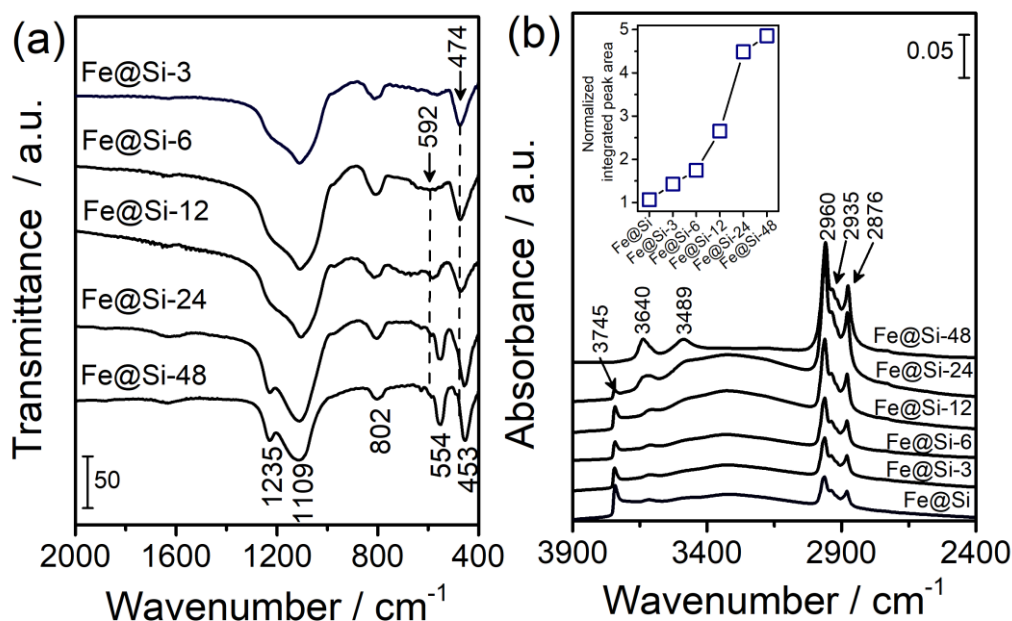 (a)
Fe@Si-3
Fe@Si-6
Fe@Si-12
Fe@Si-24
Fe@Si-48
474
592
50
1235
1109
802
554
453
Transmittance / a.u.
2000 1600 1200 800 400
Wavenumber / cm-1
(b)
0.05
Normalized
integrated peak area
5
4
3
2
1
Fe@Si
Fe@Si-3
Fe@Si-6
Fe@Si-12
Fe@Si-24
Fe@Si-48
2960
2935
2876
3745
3640
3489
Fe@Si-48
Fe@Si-24
Fe@Si-12
Fe@Si-6
Fe@Si-3
Fe@Si
Absorbance / a.u.
3900 3400 2900 2400
Wavenumber / cm-1